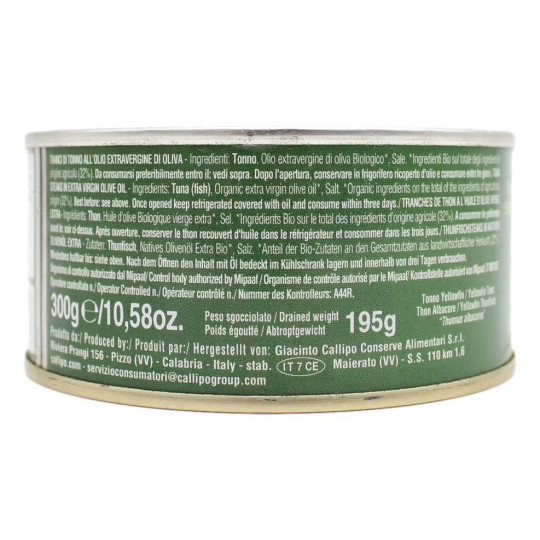 TRANCI DI TONNO ALL'OLIO EXTRAVERGINE DI OLIVA - Ingredienti: Tonno, Olio extravergine di oliva Biologico*, Sale. *Ingredienti Bio sul totale degli ingredienti di
origine agricola (32%). Da consumarsi preferibilmente entro il: vedi sopra. Dopo l'apertura, conservare in frigorifero ricoperto d'olio e consumare entro tre giorni. / TUNA
STEAKS IN EXTRA VIRGIN OLIVE OIL - Ingredients: Tuna (fish), Organic extra virgin olive oil*, Salt. *Organic ingredients on the total of the ingredients of agricultural
origin (32%). Best before: see above. Once opened keep refrigerated covered with oil and consume within three days. / TRANCHES DE THON À L'HUILE D'OLIVE VIERGE
EXTRA - Ingrédients: Thon, Huile d'olive Biologique vierge extra*, Sel. *Ingrédients Bio sur le total des ingrédients d'origine agricole (32%). A consommer de préférence
avant le: voir ci-dessus. Après ouverture, conserver le thon recouvert d'huile dans le réfrigérateur et consommer dans les trois jours. / THUNFISCHSTEAKS IN NATIVEM
OLIVENÖL EXTRA - Zutaten: Thunfisch, Natives Olivenöl Extra Bio*, Salz. *Anteil der Bio-Zutaten an den Gesamtzutaten aus landwirtschaftlicher Herkunft: 32%
Mindestens haltbar bis: siehe oben. Nach dem Öffnen den Inhalt mit Öl bedeckt im Kühlschrank lagern und innerhalb von drei Tagen verbrauchen.
Organismo di controllo autorizzato dal Mipaaf/ Control body authorized by Mipaaf / Organisme de contrôle autorisé par le Mipaaf/ Kontrollstelle autorisiert von Mipaaf IT BIO
Operatore controllato n./ Operator Controlled n./ Opérateur contrôlé n./ Nummer des Kontrolleurs: A44R.
300g ℮/10,58oz. Peso sgocciolato / Drained weight 195g
Poids égoutté / Abtropfgewicht
Tonno Yellowfin / Yellowfin Tuna
Thon Albacore / Yellowfin Thunfisch
"Thunnus albacares"
Prodotto da:/ Produced by:/ Produit par:/ Hergestellt von: Giacinto Callipo Conserve Alimentari S.r.l.
Riviera Prangi 156 - Pizzo (VV) - Calabria - Italy - stab. IT 7 CE Maierato (VV) - S.S. 110 km 1,6
callipo.com - servizioconsumatori@callipogroup.com